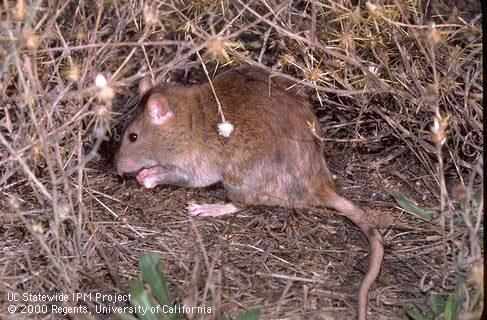 UC Statewide IPM Project
© 2000 Regents, University of California